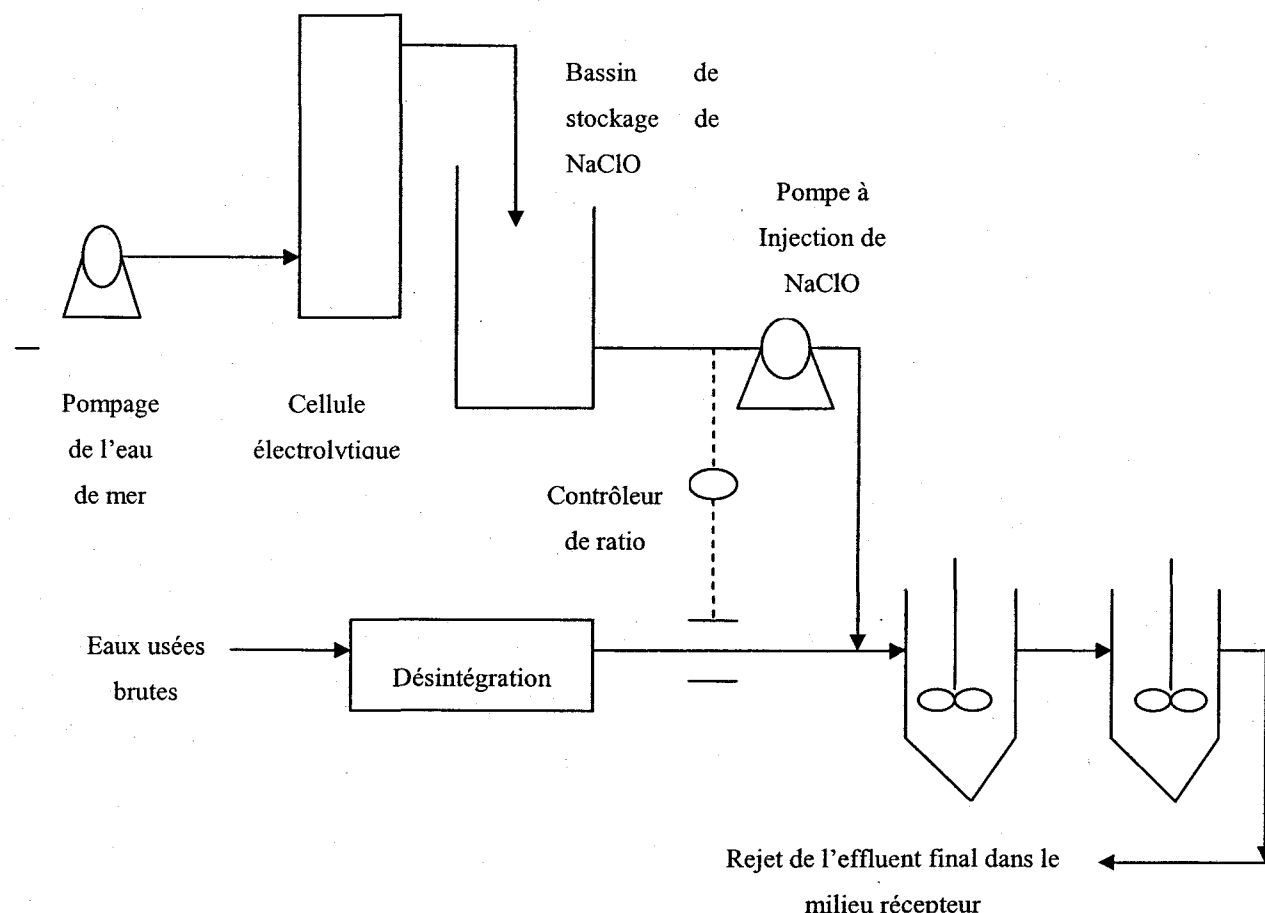 Bassin de
stockage de
NaClO
Pompe à
Injection de
NaClO
Pompage
de l'eau
de mer
Cellule
électrolytique
Contrôleur
de ratio
Eaux usées
brutes
Désintégration
Rejet de l'effluent final dans le
milieu récepteur